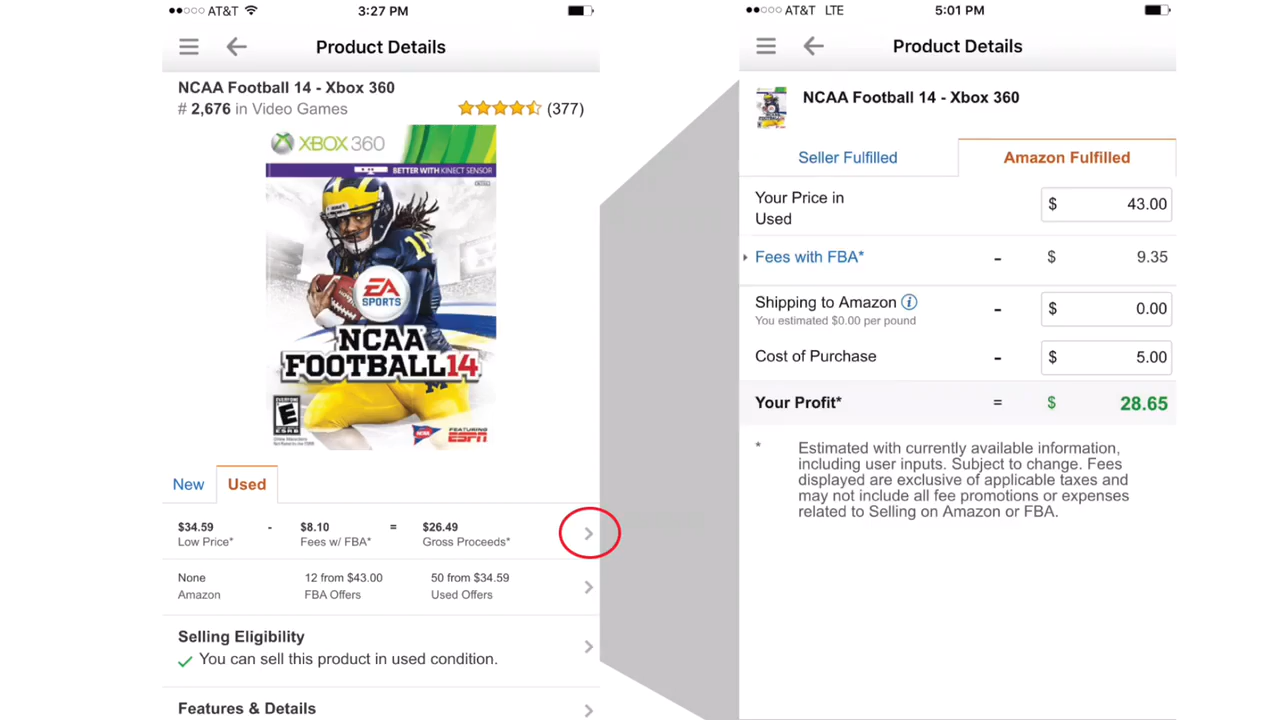 AT&T
3:27 PM
Product Details
NCAA Football 14 - Xbox 360
# 2,676 in Video Games
(377)
XBOX 360
BETTER WITH KINECT SENSOR
EA
SPORTS
NCAA
FOOTBALL 14
EVERYONE
E
ESRB
FEATURING
ESPN
New
Used
$34.59 - $8.10 = $26.49
Low Price* Fees w/ FBA* Gross Proceeds*
None 12 from $43.00 50 from $34.59
Amazon FBA Offers Used Offers
Selling Eligibility
You can sell this product in used condition.
Features & Details
AT&T LTE
5:01 PM
Product Details
NCAA Football 14 - Xbox 360
Seller Fulfilled
Amazon Fulfilled
Your Price in
Used
$ 43.00
Fees with FBA* - $ 9.35
Shipping to Amazon - $ 0.00
You estimated $0.00 per pound
Cost of Purchase - $ 5.00
Your Profit* = $ 28.65
* Estimated with currently available information,
including user inputs. Subject to change. Fees
displayed are exclusive of applicable taxes and
may not include all fee promotions or expenses
related to Selling on Amazon or FBA.